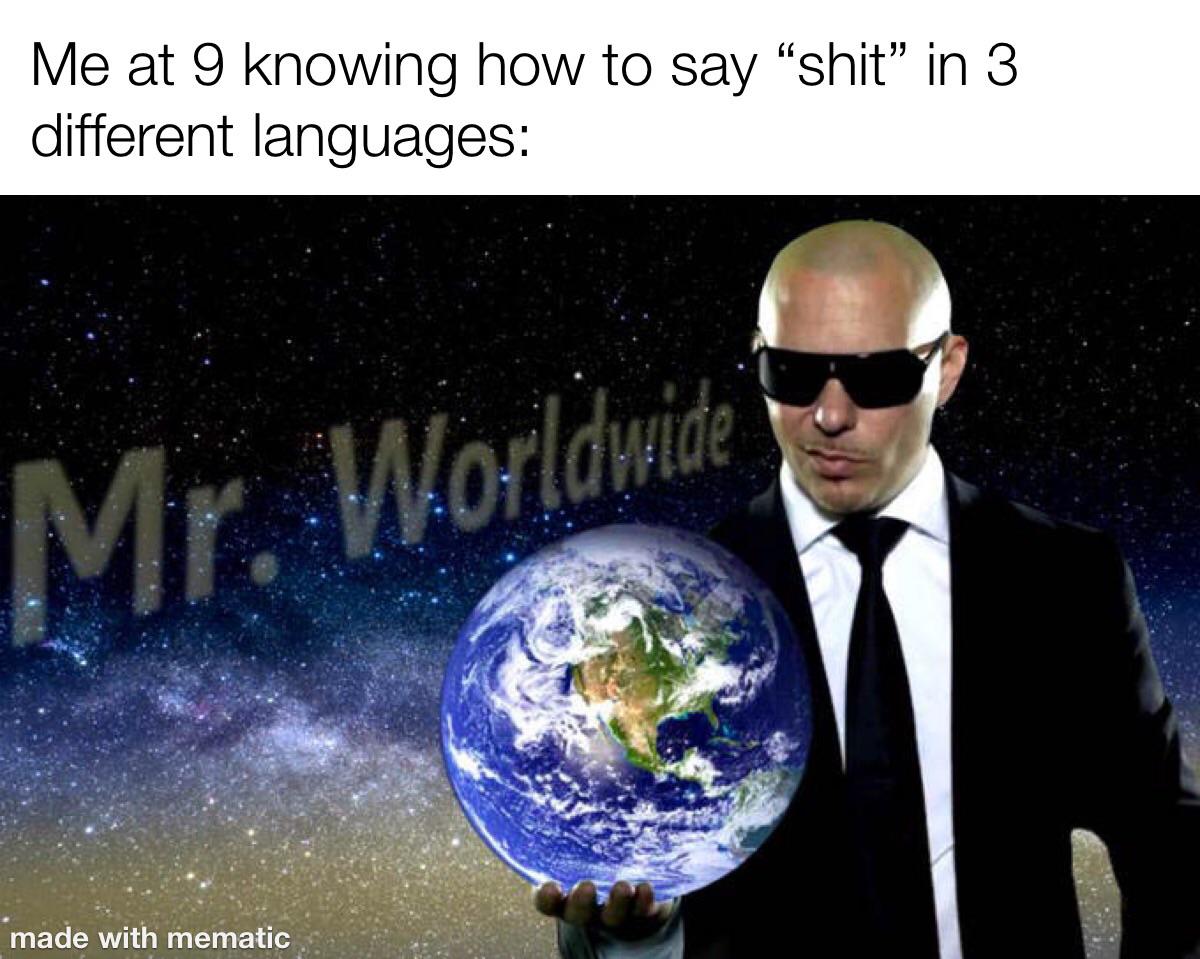 Me at 9 knowing how to say “shit” in 3
different languages:
Mr. Worldwide
made with mematic